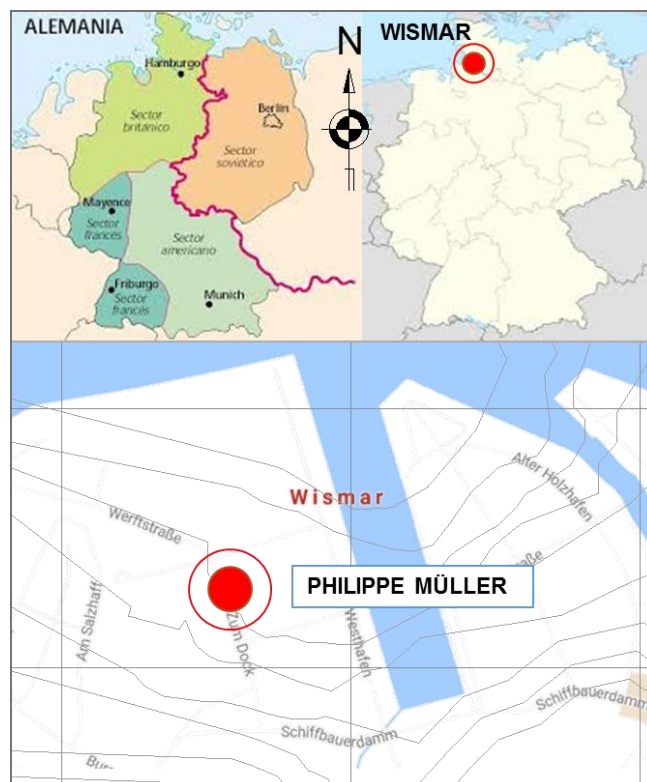 ALEMANIA
N
Hamburgo
Sector
británico
Berlín
Sector
soviético
Mayence
Sector
francés
Sector
americano
Friburgo
Sector
francés
Munich
WISMAR
Wismar
Alter Holzhafen
Werftstraße
PHILIPPE MÜLLER
Am Salzhaff
Zum Dock
Westhafen
Schiffbauerdamm
Schiffbauerdamm